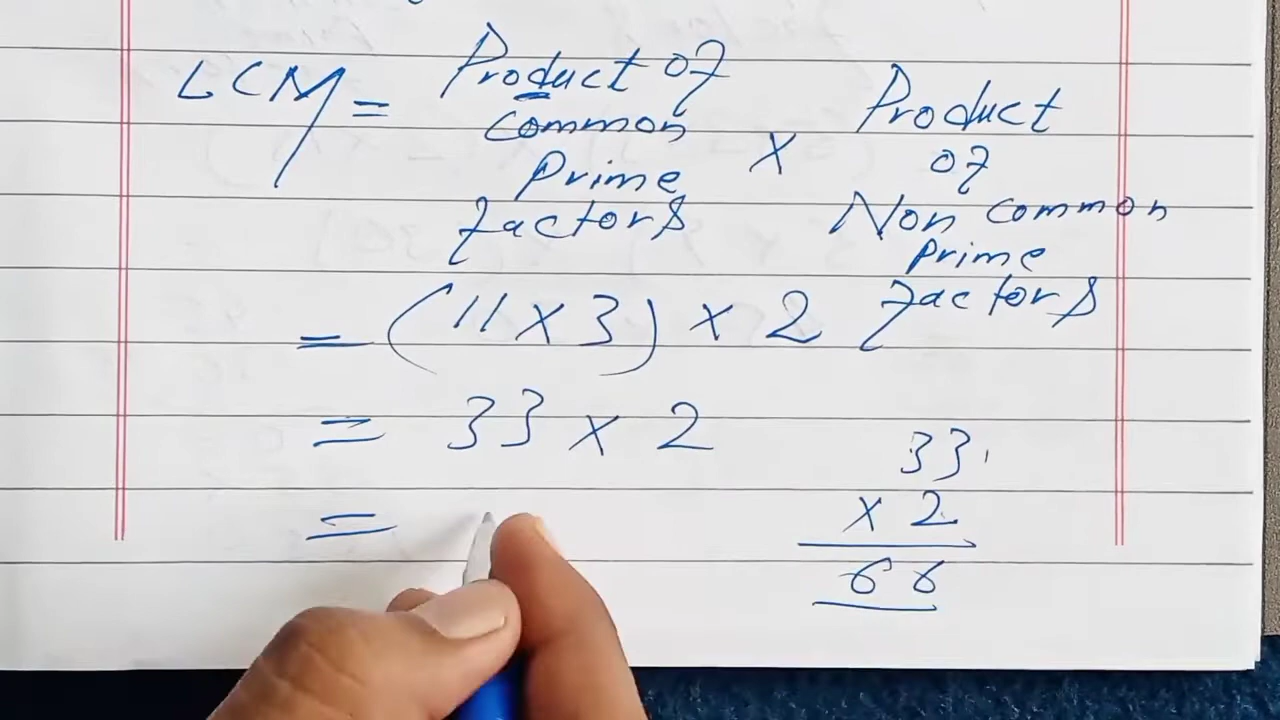 LCM = Product of common Prime factors × Product of Non common prime factors
= (11 × 3) × 2
= 33 × 2
33
× 2
66
=